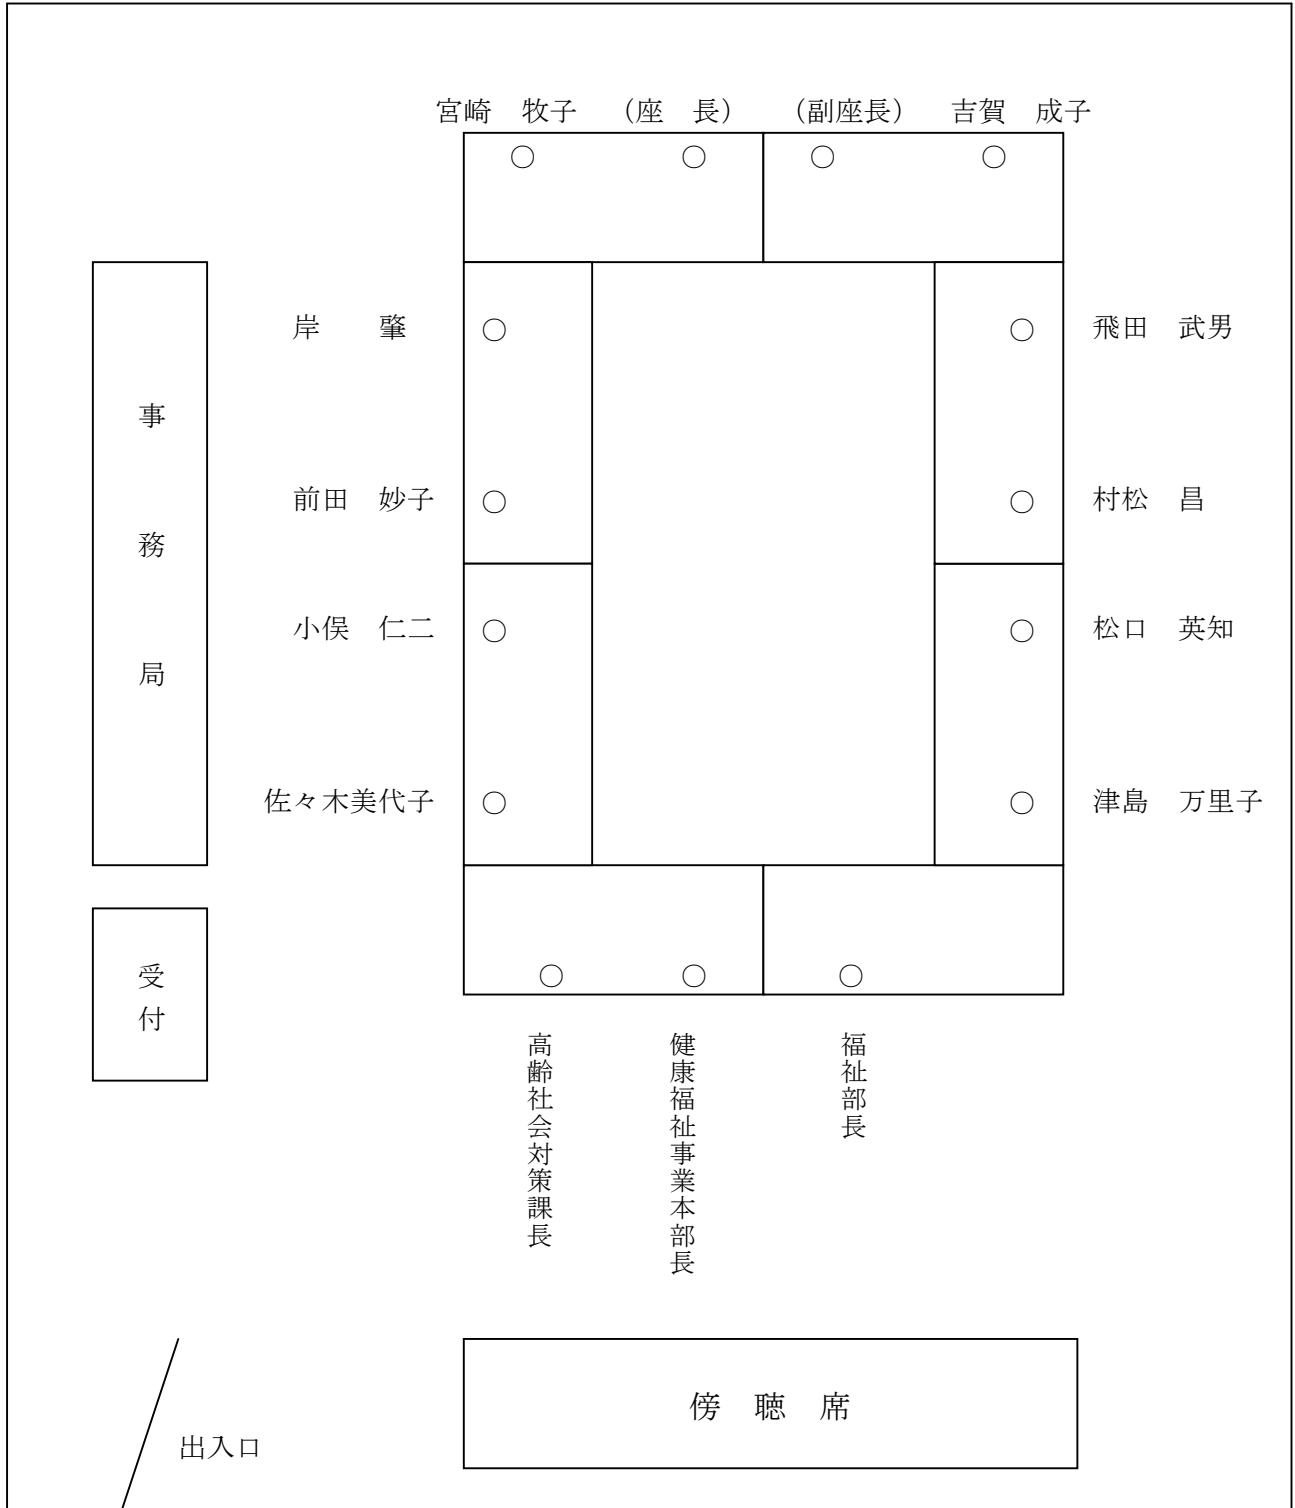 宮崎　牧子　（座　長）　（副座長）　吉賀　成子
岸　　肇
飛田　武男
前田　妙子
村松　昌
小俣　仁二
松口　英知
佐々木美代子
津島　万里子
事務局
受付
高齢社会対策課長
健康福祉事業本部長
福祉部長
傍　聴　席
出入口